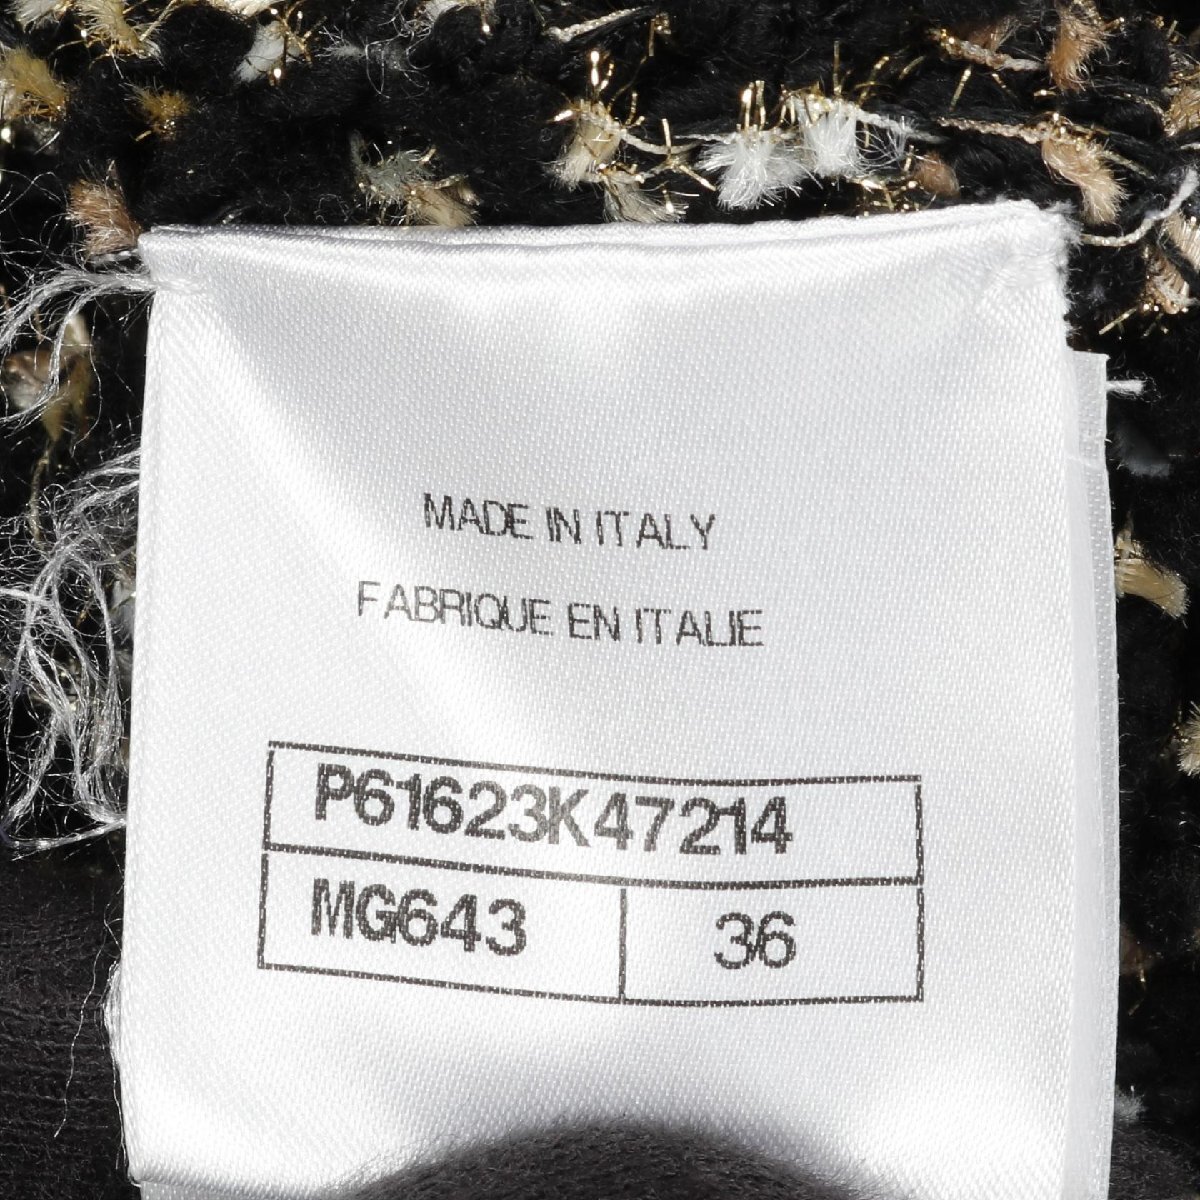 MADE IN ITALY
FABRIQUE EN ITALIE
P61623K47214
MG643 36